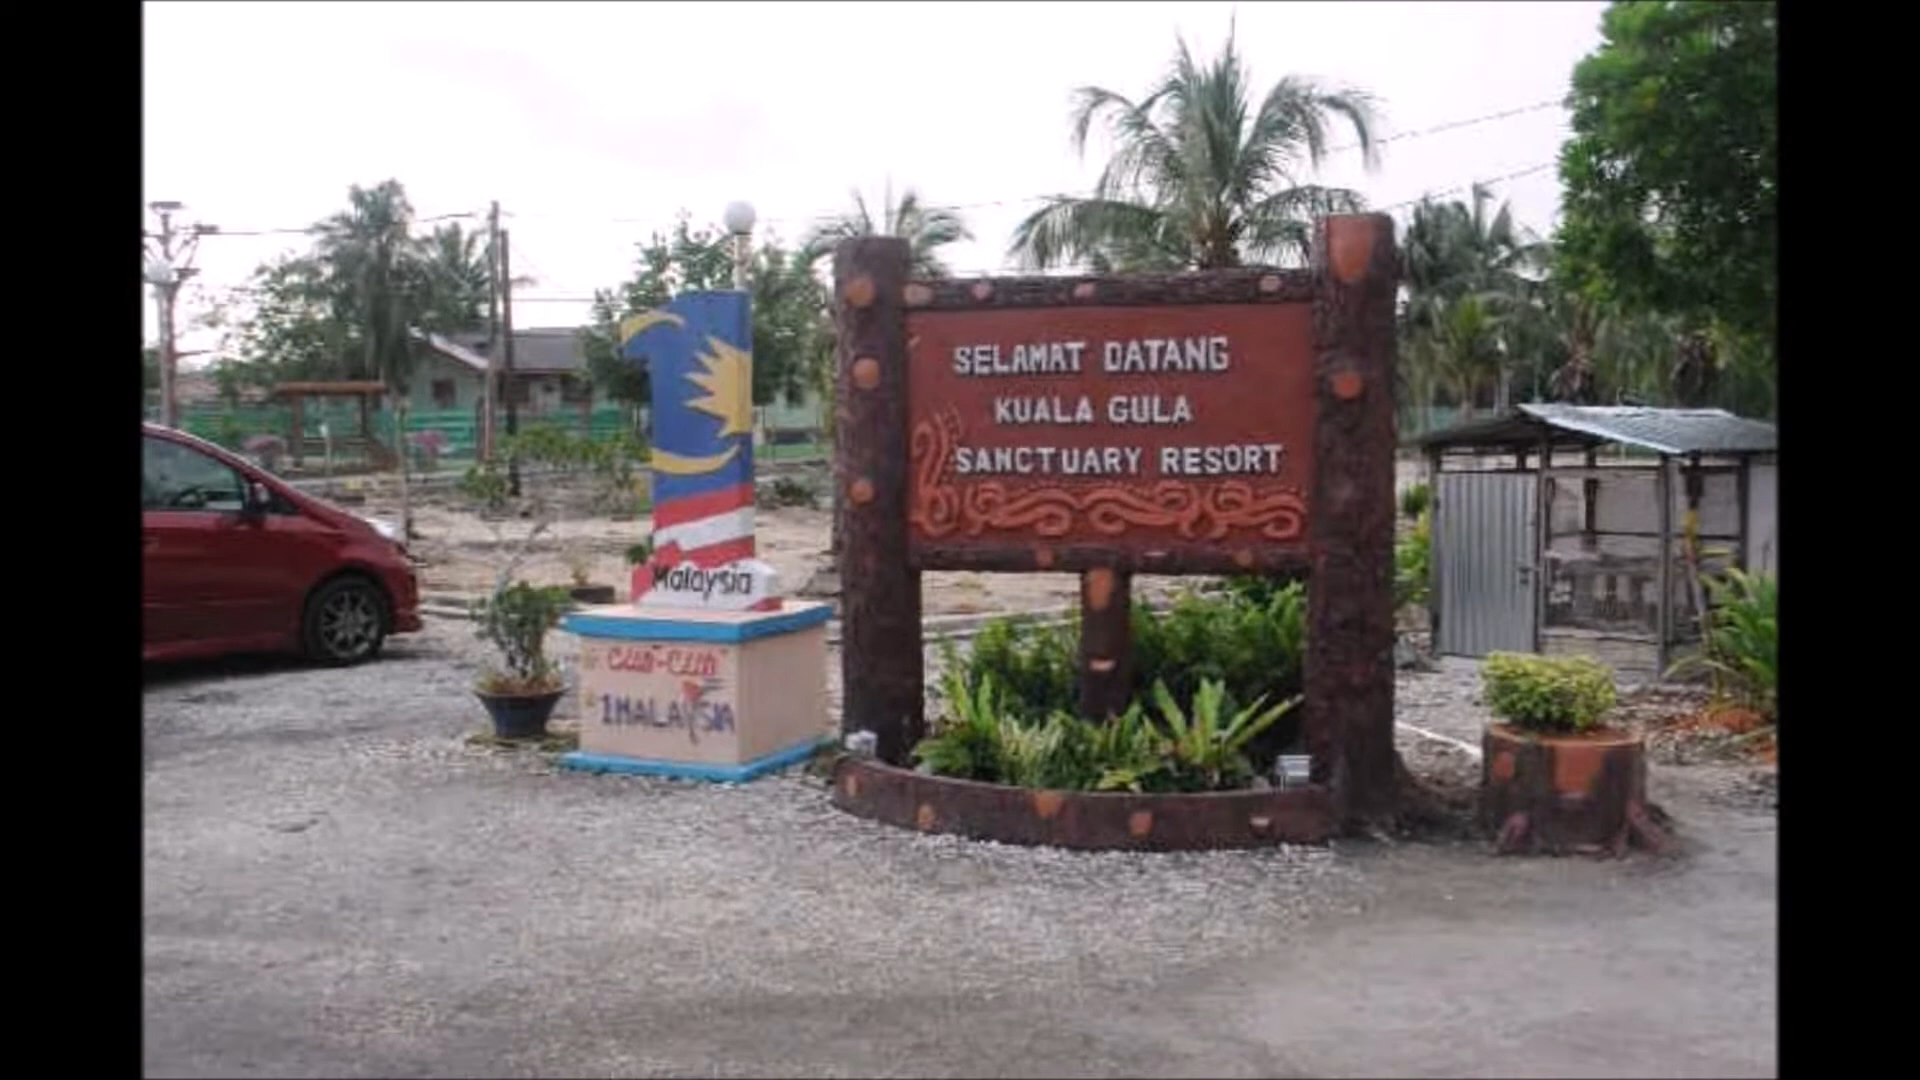 SELAMAT DATANG
KUALA GULA
SANCTUARY RESORT
Malaysia
1MALAYSIA